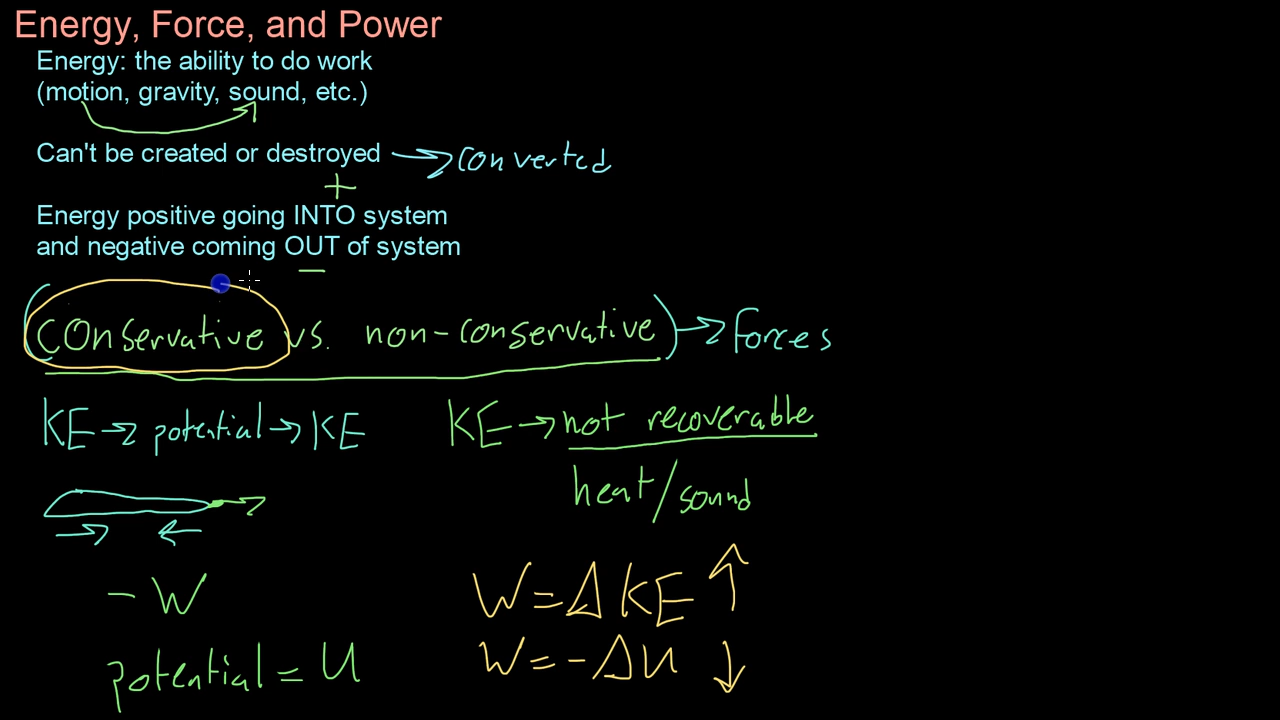 Energy, Force, and Power
Energy: the ability to do work
(motion, gravity, sound, etc.)
Can't be created or destroyed → converted
+
Energy positive going INTO system
and negative coming OUT of system
−
(conservative vs. non-conservative) → forces
KE → potential → KE
KE → not recoverable
heat/sound
- W
W = Δ KE ↑
potential = U
W = - Δ U ↓